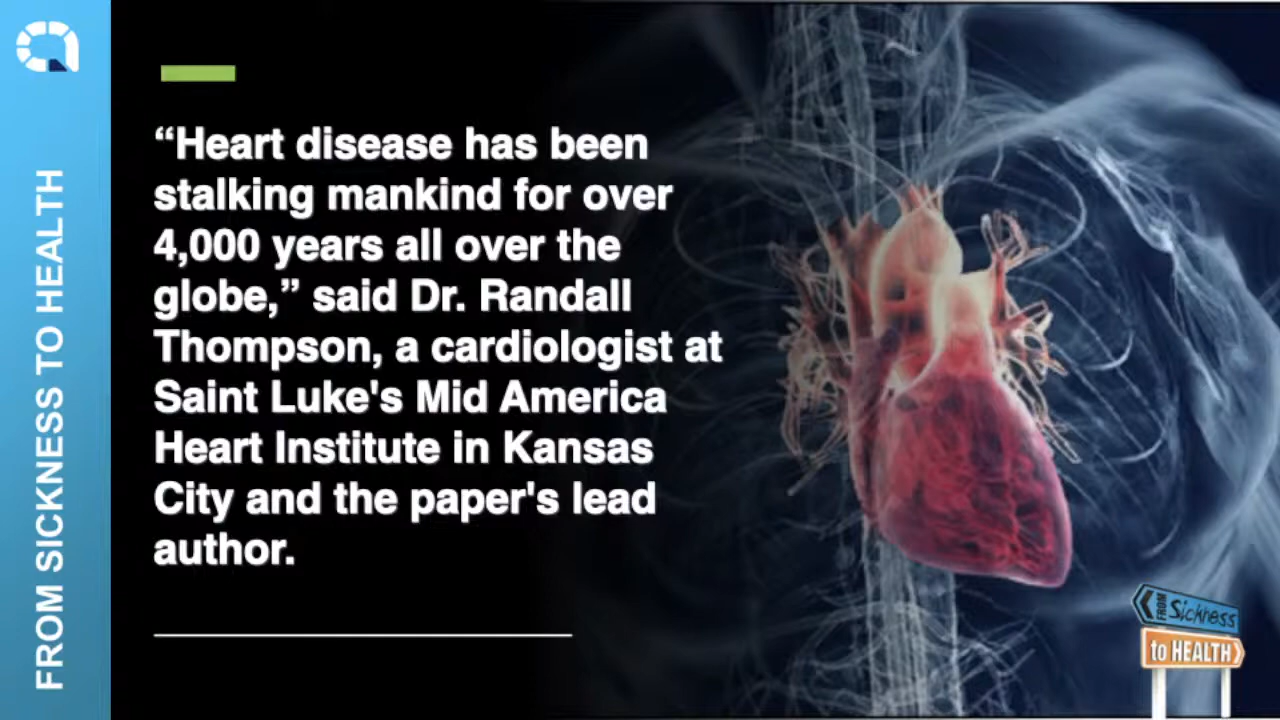 FROM SICKNESS TO HEALTH
“Heart disease has been
stalking mankind for over
4,000 years all over the
globe,” said Dr. Randall
Thompson, a cardiologist at
Saint Luke's Mid America
Heart Institute in Kansas
City and the paper's lead
author.
FROM Sickness
to HEALTH